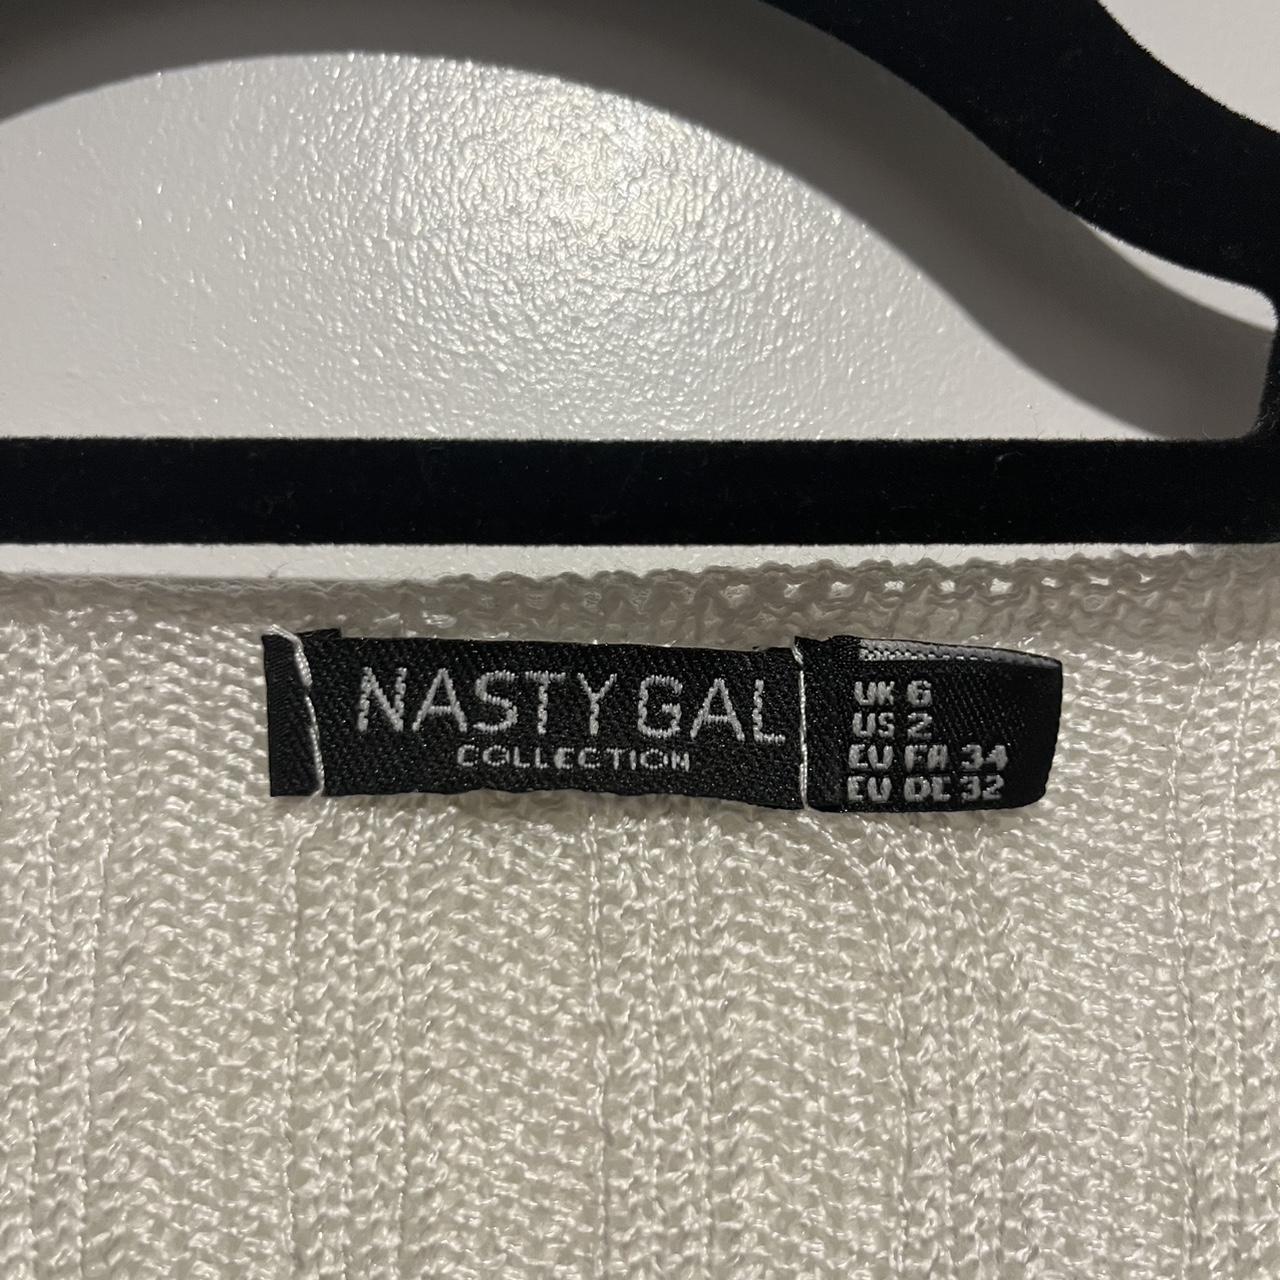 NASTY GAL
COLLECTION
UK 6
US 2
EU FR 34
EU DE 32